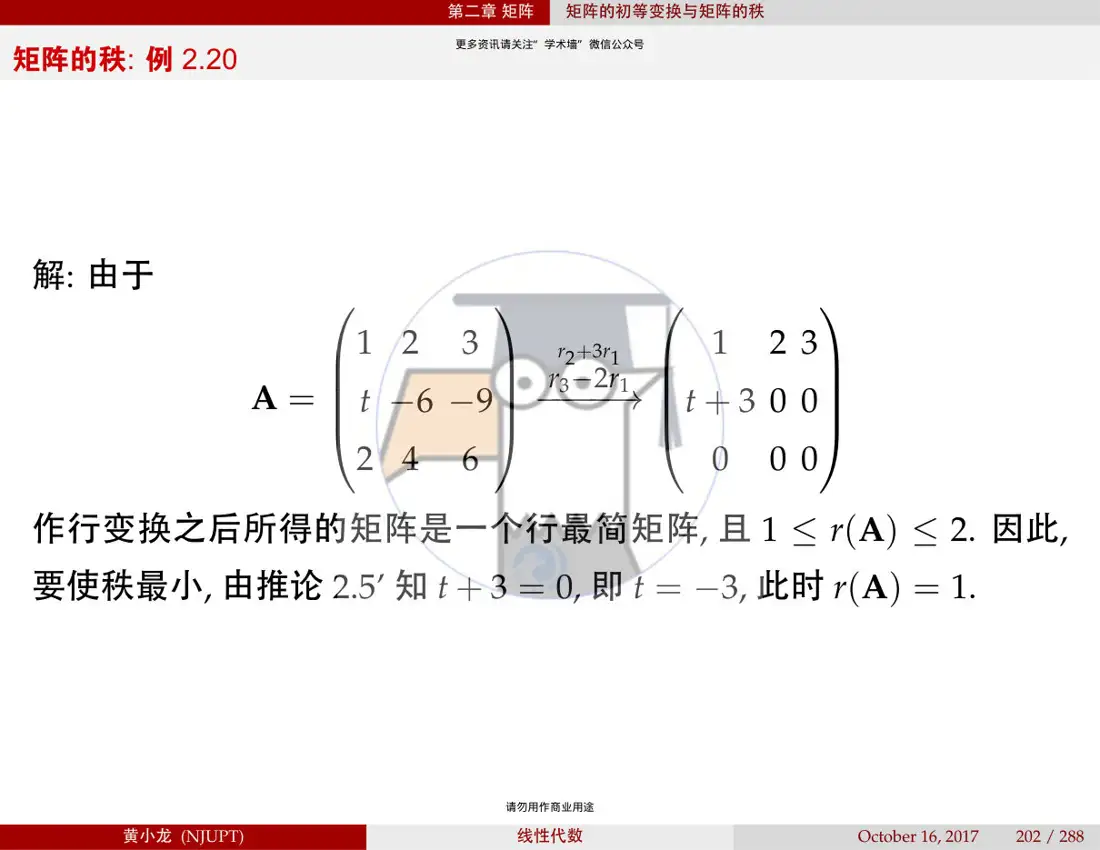 第二章 矩阵 矩阵的初等变换与矩阵的秩
更多资讯请关注“学术墙”微信公众号
矩阵的秩: 例 2.20
解: 由于
A = ( 1 2 3 ; t −6 −9 ; 2 4 6 ) r₂+3r₁ r₃−2r₁ → ( 1 2 3 ; t + 3 0 0 ; 0 0 0 )
作行变换之后所得的矩阵是一个行最简矩阵, 且 1 ≤ r(A) ≤ 2. 因此,
要使秩最小, 由推论 2.5′ 知 t + 3 = 0, 即 t = −3, 此时 r(A) = 1.
请勿用作商业用途
黄小龙 (NJUPT) 线性代数 October 16, 2017 202 / 288